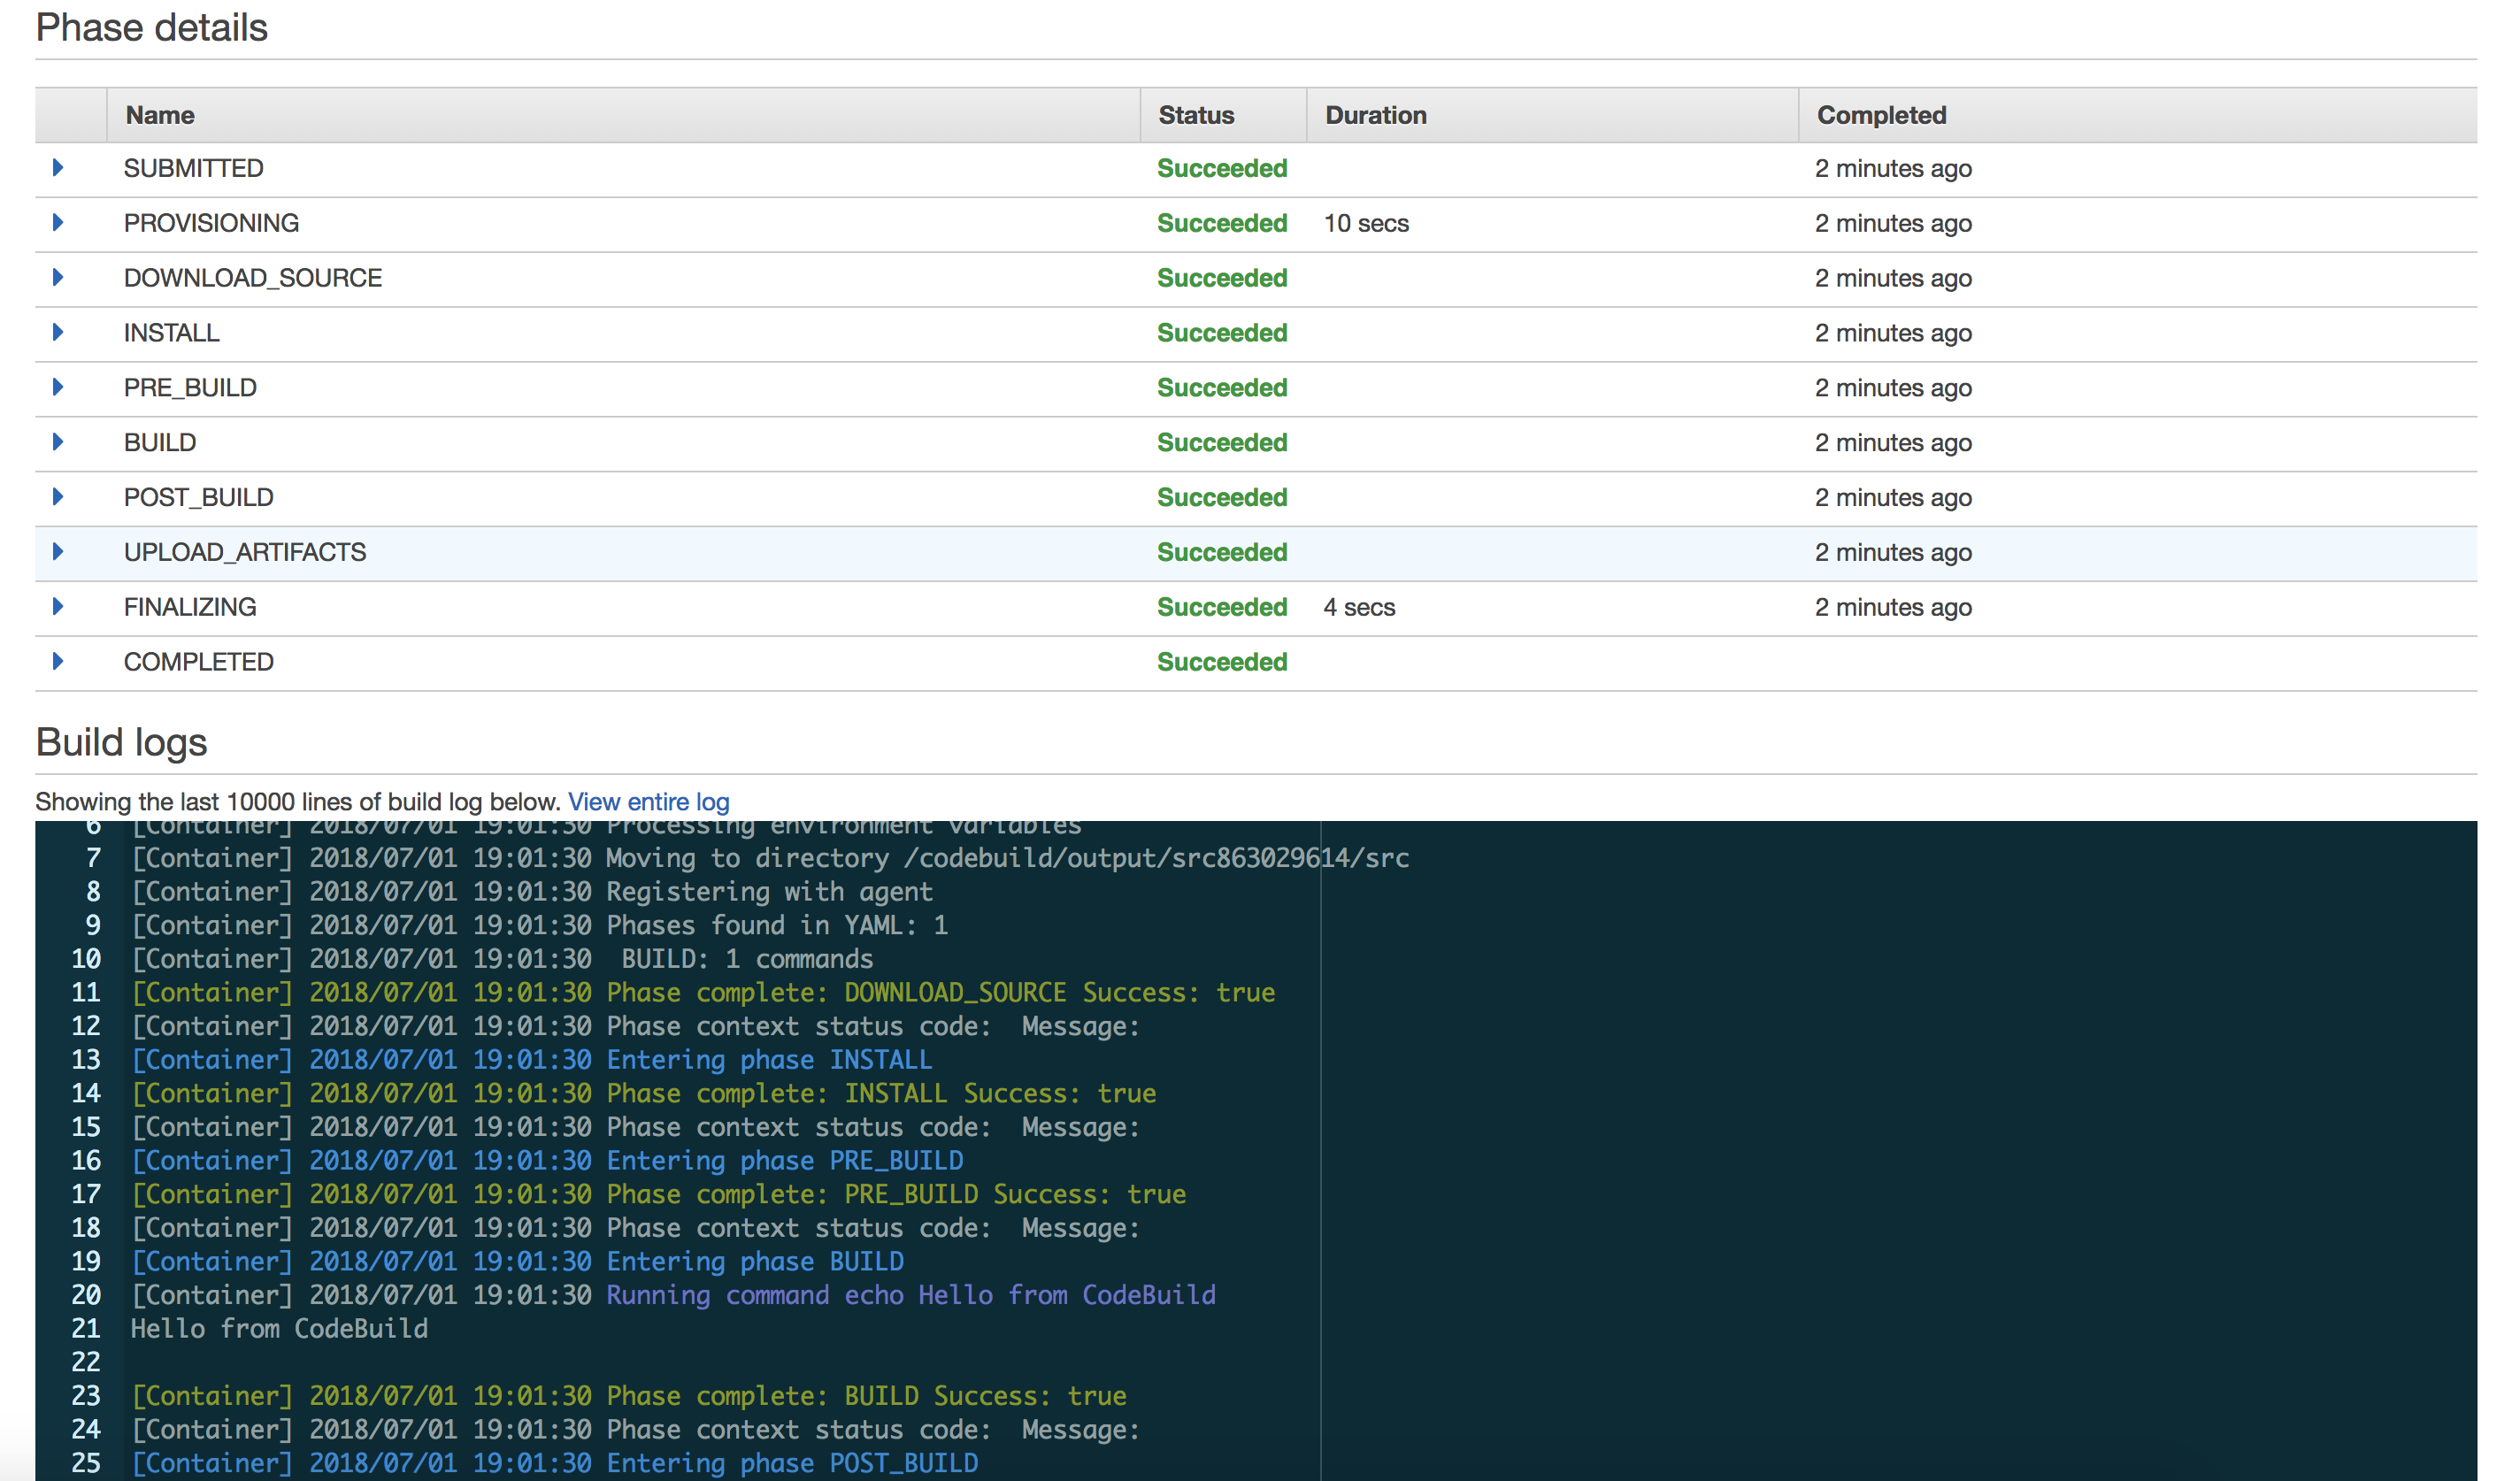 Phase details
Name Status Duration Completed
SUBMITTED Succeeded 2 minutes ago
PROVISIONING Succeeded 10 secs 2 minutes ago
DOWNLOAD_SOURCE Succeeded 2 minutes ago
INSTALL Succeeded 2 minutes ago
PRE_BUILD Succeeded 2 minutes ago
BUILD Succeeded 2 minutes ago
POST_BUILD Succeeded 2 minutes ago
UPLOAD_ARTIFACTS Succeeded 2 minutes ago
FINALIZING Succeeded 4 secs 2 minutes ago
COMPLETED Succeeded
Build logs
Showing the last 10000 lines of build log below. View entire log
6 [Container] 2018/07/01 19:01:30 Processing environment variables
7 [Container] 2018/07/01 19:01:30 Moving to directory /codebuild/output/src863029614/src
8 [Container] 2018/07/01 19:01:30 Registering with agent
9 [Container] 2018/07/01 19:01:30 Phases found in YAML: 1
10 [Container] 2018/07/01 19:01:30  BUILD: 1 commands
11 [Container] 2018/07/01 19:01:30 Phase complete: DOWNLOAD_SOURCE Success: true
12 [Container] 2018/07/01 19:01:30 Phase context status code:  Message:
13 [Container] 2018/07/01 19:01:30 Entering phase INSTALL
14 [Container] 2018/07/01 19:01:30 Phase complete: INSTALL Success: true
15 [Container] 2018/07/01 19:01:30 Phase context status code:  Message:
16 [Container] 2018/07/01 19:01:30 Entering phase PRE_BUILD
17 [Container] 2018/07/01 19:01:30 Phase complete: PRE_BUILD Success: true
18 [Container] 2018/07/01 19:01:30 Phase context status code:  Message:
19 [Container] 2018/07/01 19:01:30 Entering phase BUILD
20 [Container] 2018/07/01 19:01:30 Running command echo Hello from CodeBuild
21 Hello from CodeBuild
22
23 [Container] 2018/07/01 19:01:30 Phase complete: BUILD Success: true
24 [Container] 2018/07/01 19:01:30 Phase context status code:  Message:
25 [Container] 2018/07/01 19:01:30 Entering phase POST_BUILD